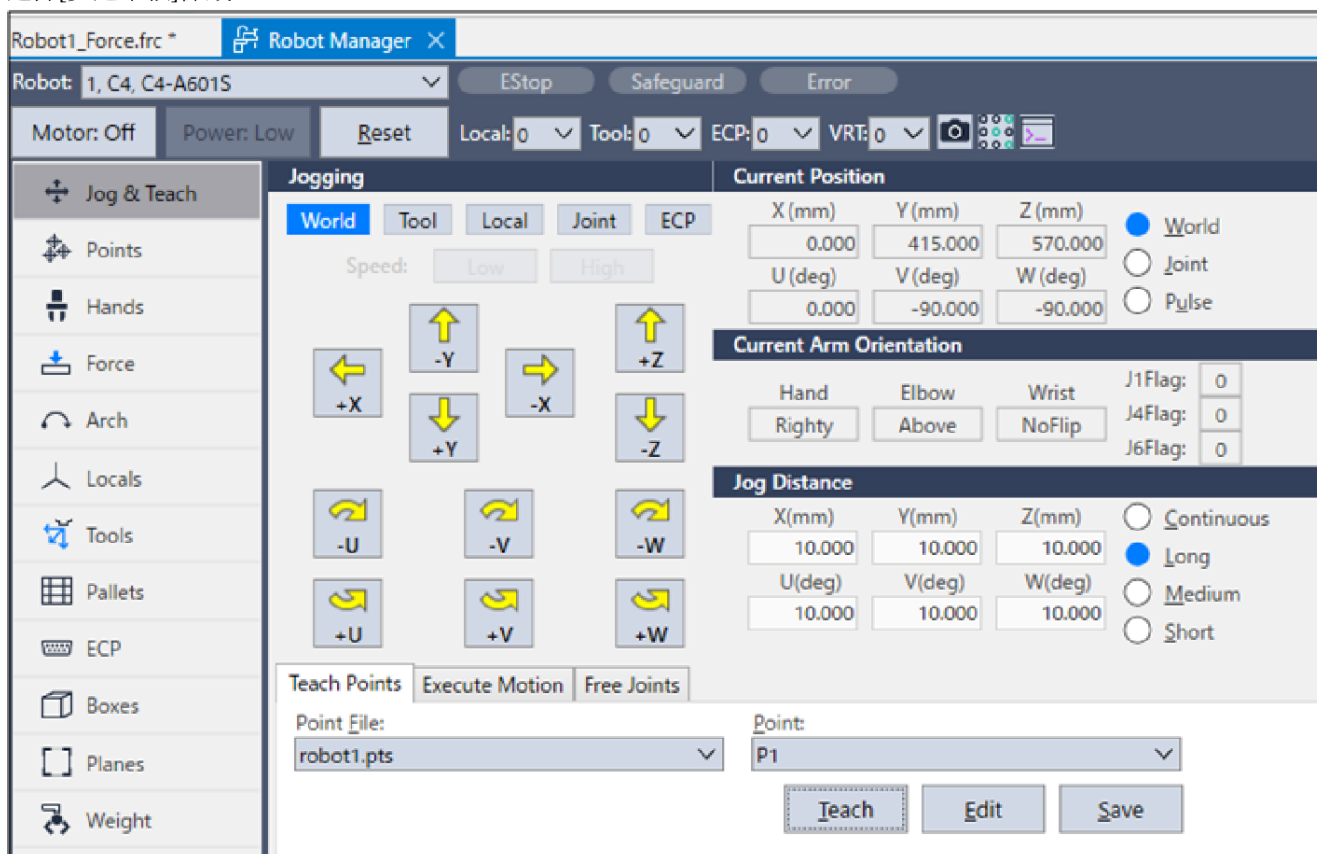 Robot1_Force.frc *
Robot Manager
Robot: 1, C4, C4-A601S
EStop Safeguard Error
Motor: Off Power: Low Reset Local: 0 Tool: 0 ECP: 0 VRT: 0
Jog & Teach
Points
Hands
Force
Arch
Locals
Tools
Pallets
ECP
Boxes
Planes
Weight
Jogging
World Tool Local Joint ECP
Speed: Low High
-Y +Z
+X -X
+Y -Z
-U -V -W
+U +V +W
Current Position
X (mm) Y (mm) Z (mm)
0.000 415.000 570.000
U (deg) V (deg) W (deg)
0.000 -90.000 -90.000
World
Joint
Pulse
Current Arm Orientation
Hand Elbow Wrist
Righty Above NoFlip
J1Flag: 0
J4Flag: 0
J6Flag: 0
Jog Distance
X(mm) Y(mm) Z(mm)
10.000 10.000 10.000
U(deg) V(deg) W(deg)
10.000 10.000 10.000
Continuous
Long
Medium
Short
Teach Points Execute Motion Free Joints
Point File: Point:
robot1.pts P1
Teach Edit Save